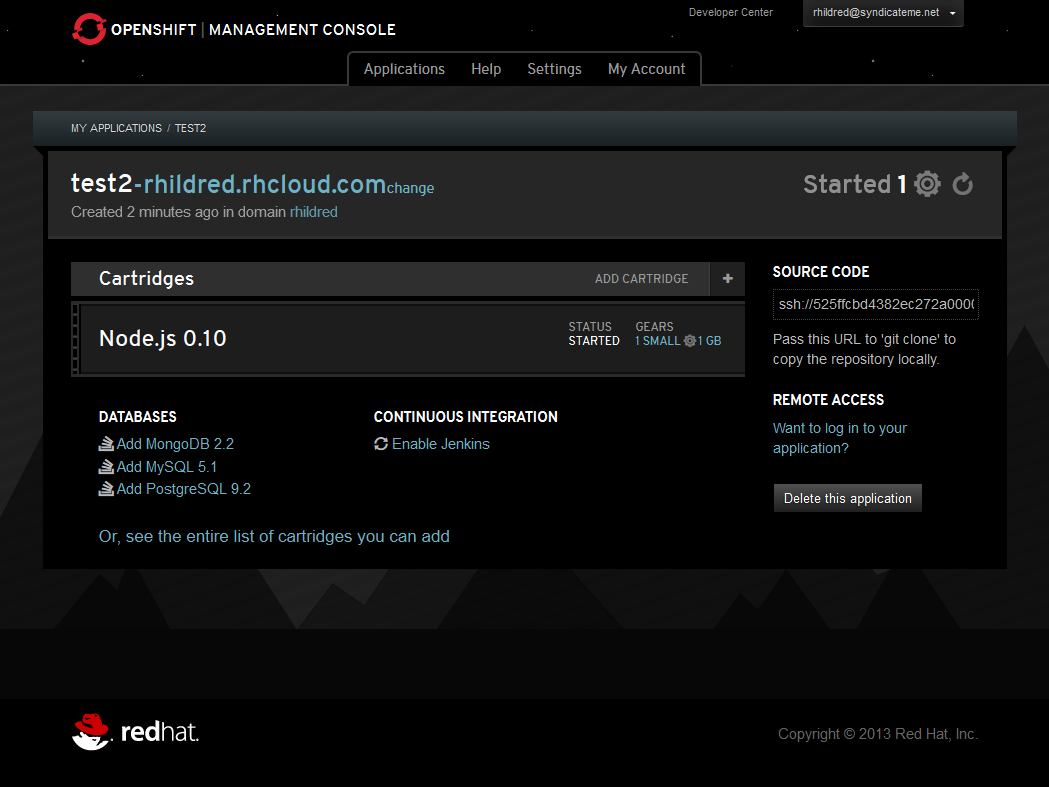 Developer Center
rhildred@syndicateme.net
OPENSHIFT | MANAGEMENT CONSOLE
Applications Help Settings My Account
MY APPLICATIONS / TEST2
test2-rhildred.rhcloud.comchange
Started 1
Created 2 minutes ago in domain rhildred
Cartridges
ADD CARTRIDGE +
Node.js 0.10
STATUS
STARTED
GEARS
1 SMALL 1 GB
DATABASES
Add MongoDB 2.2
Add MySQL 5.1
Add PostgreSQL 9.2
CONTINUOUS INTEGRATION
Enable Jenkins
Or, see the entire list of cartridges you can add
SOURCE CODE
ssh://525ffcbd4382ec272a000
Pass this URL to 'git clone' to
copy the repository locally.
REMOTE ACCESS
Want to log in to your
application?
Delete this application
redhat.
Copyright © 2013 Red Hat, Inc.